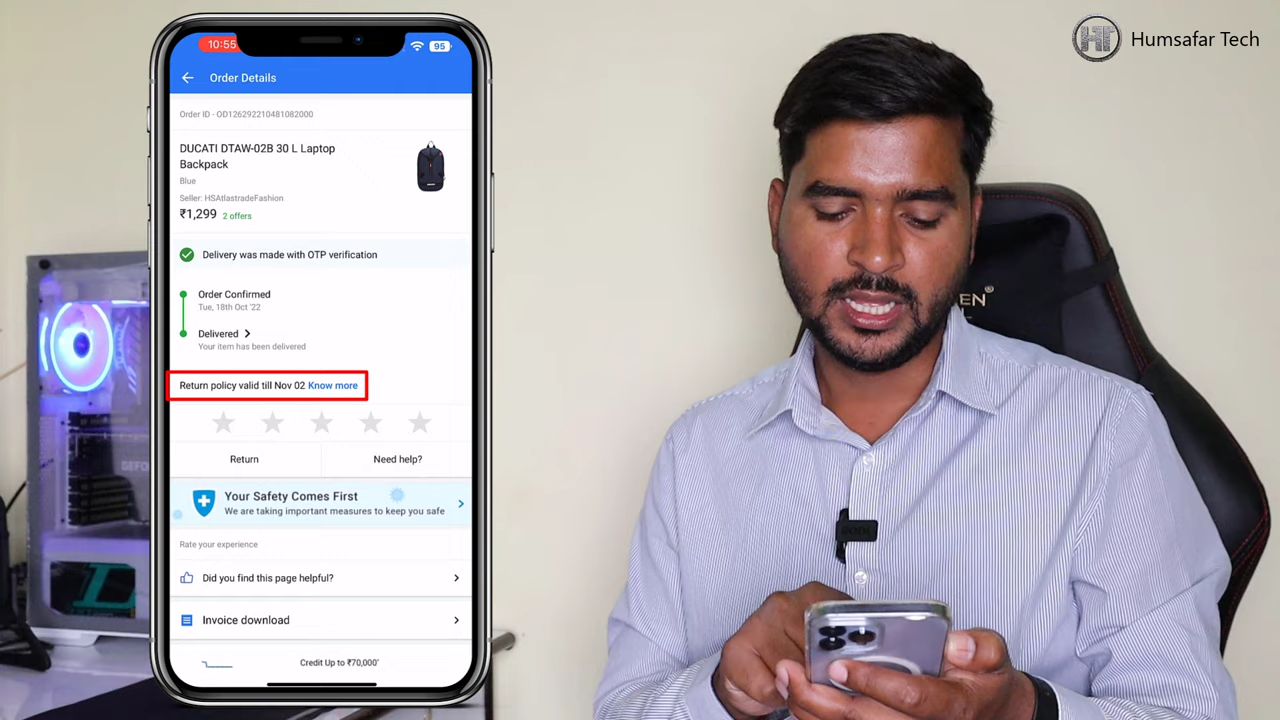 10:55
95
Order Details
Order ID - OD126292210481082000
DUCATI DTAW-02B 30 L Laptop
Backpack
Blue
Seller: HSAtlastradeFashion
₹1,299 2 offers
Delivery was made with OTP verification
Order Confirmed
Tue, 18th Oct '22
Delivered
Your item has been delivered
Return policy valid till Nov 02 Know more
Return
Need help?
Your Safety Comes First
We are taking important measures to keep you safe
Rate your experience
Did you find this page helpful?
Invoice download
Credit Up to ₹70,000*
HT Humsafar Tech
EN®